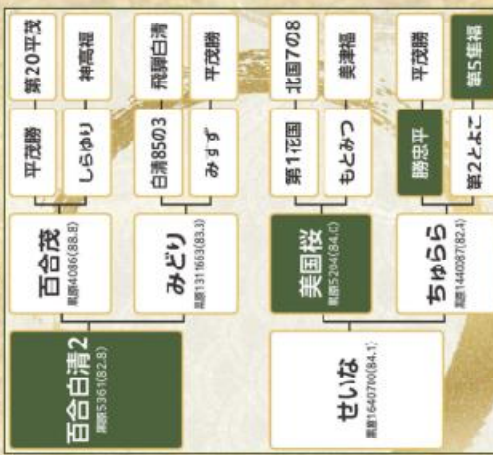 百合白清2
黒原5361(82.8)
百合茂
黒原4086(88.8)
平茂勝
第20平茂
しらゆり
神高福
みどり
黒原1311663(83.3)
白清85の3
飛騨白清
みすず
平茂勝
せいな
黒原1640700(84.1)
美国桜
黒原5204(84.0)
第1花国
北国7の8
もとみつ
美津福
ちゅらら
黒原1440087(82.4)
勝忠平
平茂勝
第2とよこ
第5隼福